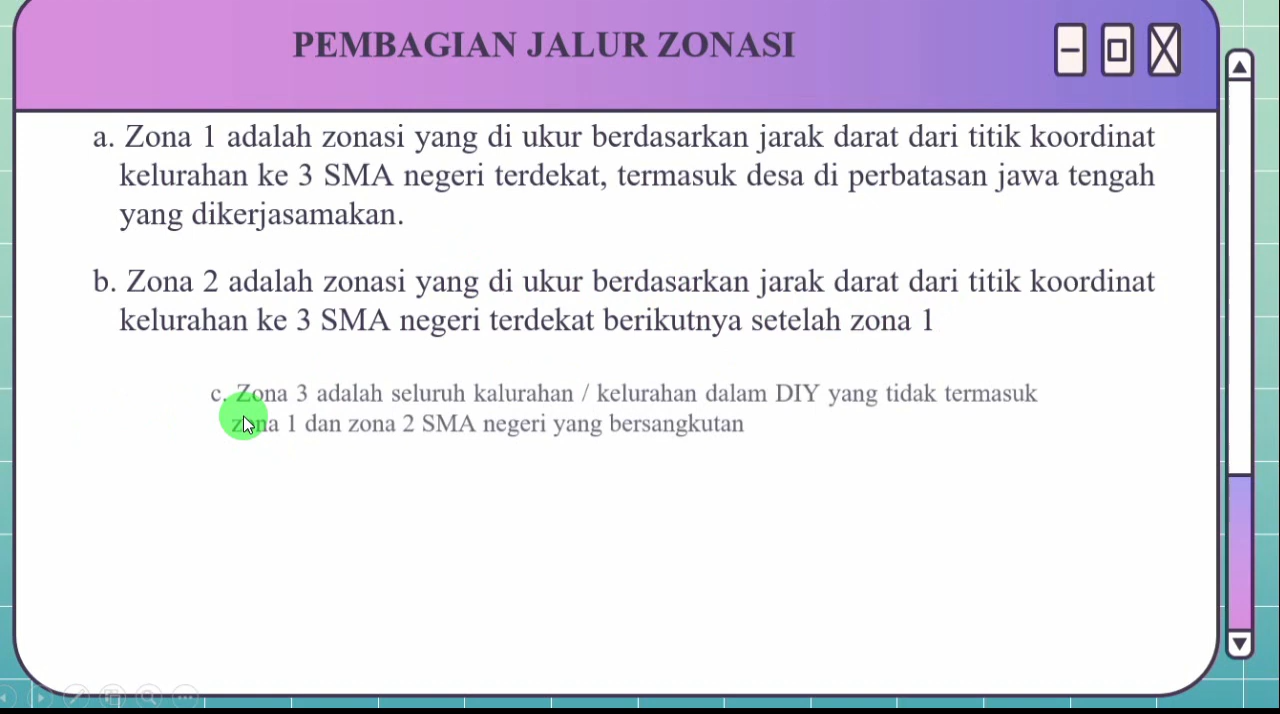 PEMBAGIAN JALUR ZONASI
a. Zona 1 adalah zonasi yang di ukur berdasarkan jarak darat dari titik koordinat
kelurahan ke 3 SMA negeri terdekat, termasuk desa di perbatasan jawa tengah
yang dikerjasamakan.
b. Zona 2 adalah zonasi yang di ukur berdasarkan jarak darat dari titik koordinat
kelurahan ke 3 SMA negeri terdekat berikutnya setelah zona 1
c. Zona 3 adalah seluruh kalurahan / kelurahan dalam DIY yang tidak termasuk
zona 1 dan zona 2 SMA negeri yang bersangkutan